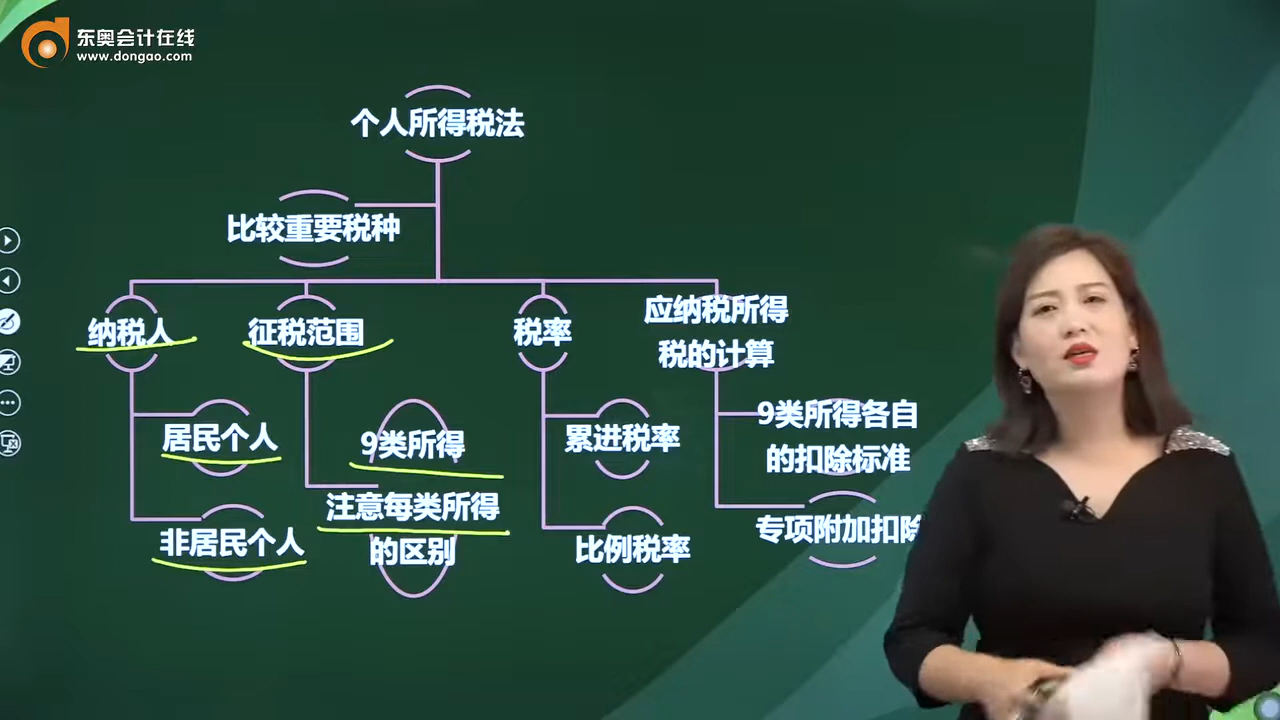 东奥会计在线
www.dongao.com
个人所得税法
比较重要税种
纳税人
征税范围
税率
应纳税所得
税的计算
居民个人
非居民个人
9类所得
注意每类所得
的区别
累进税率
比例税率
9类所得各自
的扣除标准
专项附加扣除